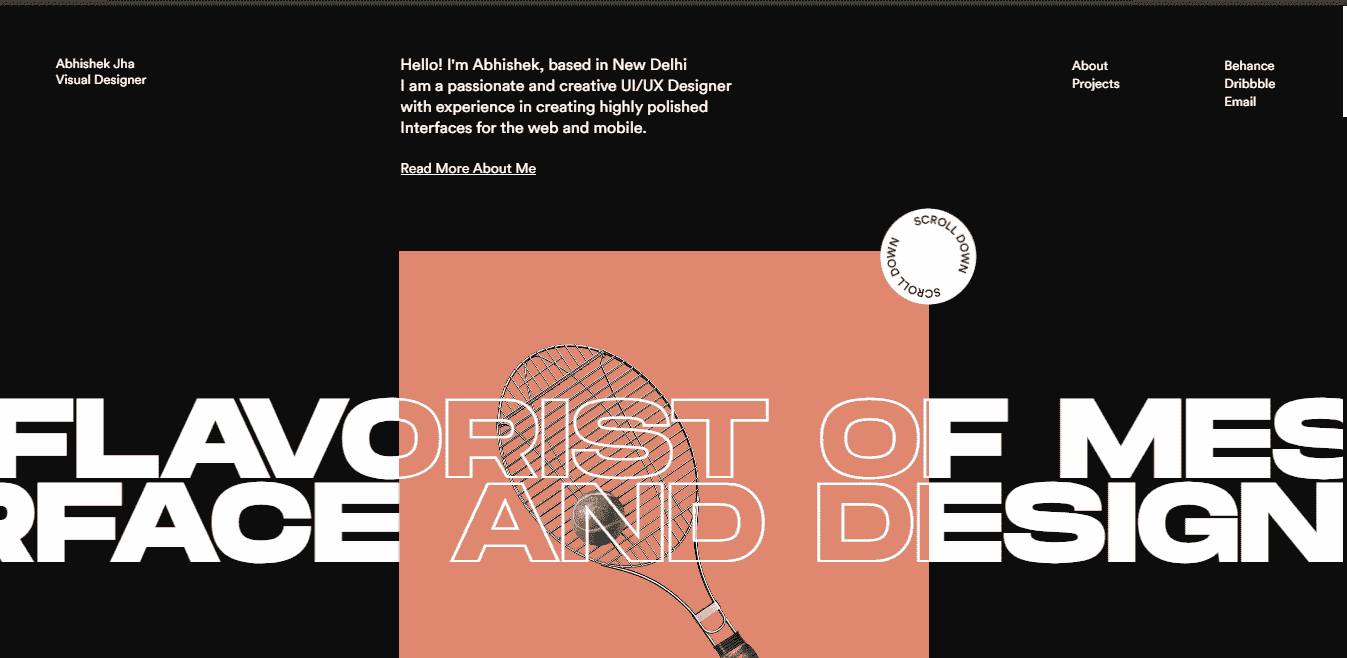 Abhishek Jha
Visual Designer
Hello! I'm Abhishek, based in New Delhi
I am a passionate and creative UI/UX Designer
with experience in creating highly polished
Interfaces for the web and mobile.
Read More About Me
About
Projects
Behance
Dribbble
Email
SCROLL DOWN SCROLL DOWN SCROLL DOWN
FLAVORIST OF MES
RFACE AND DESIGN